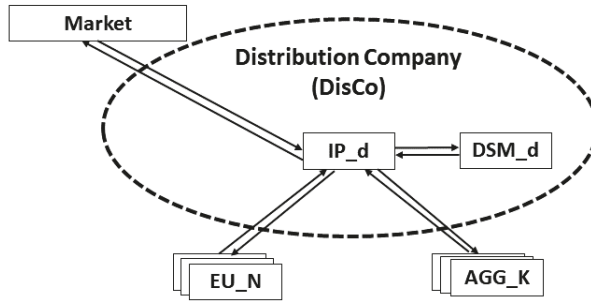 Market
Distribution Company
(DisCo)
IP_d
DSM_d
EU_N
AGG_K